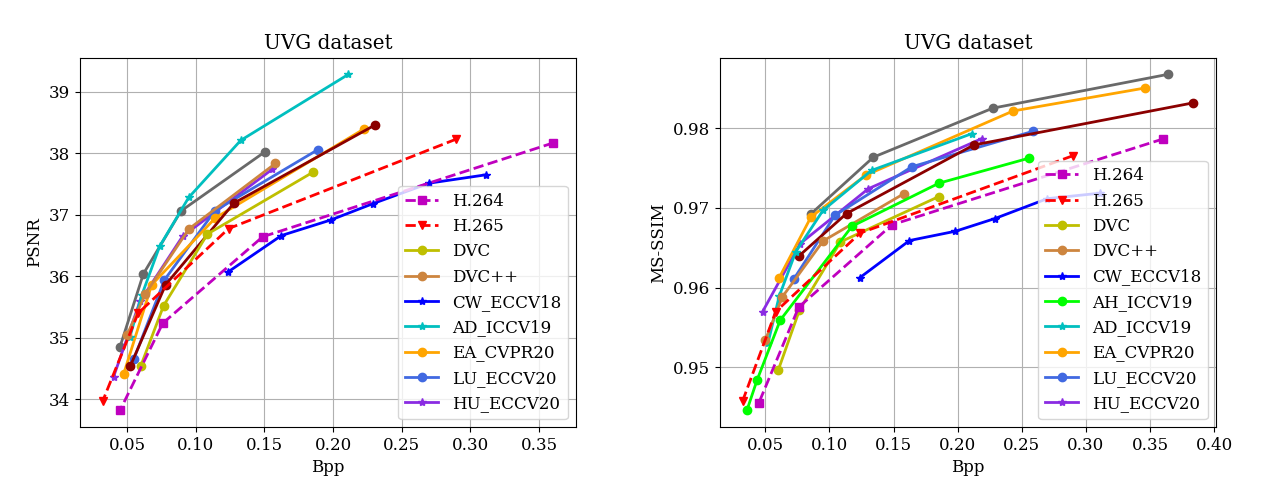 UVG dataset
39
38
37
36
35
34
PSNR
0.05 0.10 0.15 0.20 0.25 0.30 0.35
Bpp
H.264
H.265
DVC
DVC++
CW_ECCV18
AD_ICCV19
EA_CVPR20
LU_ECCV20
HU_ECCV20
UVG dataset
0.98
0.97
0.96
0.95
MS-SSIM
0.05 0.10 0.15 0.20 0.25 0.30 0.35 0.40
Bpp
H.264
H.265
DVC
DVC++
CW_ECCV18
AH_ICCV19
AD_ICCV19
EA_CVPR20
LU_ECCV20
HU_ECCV20